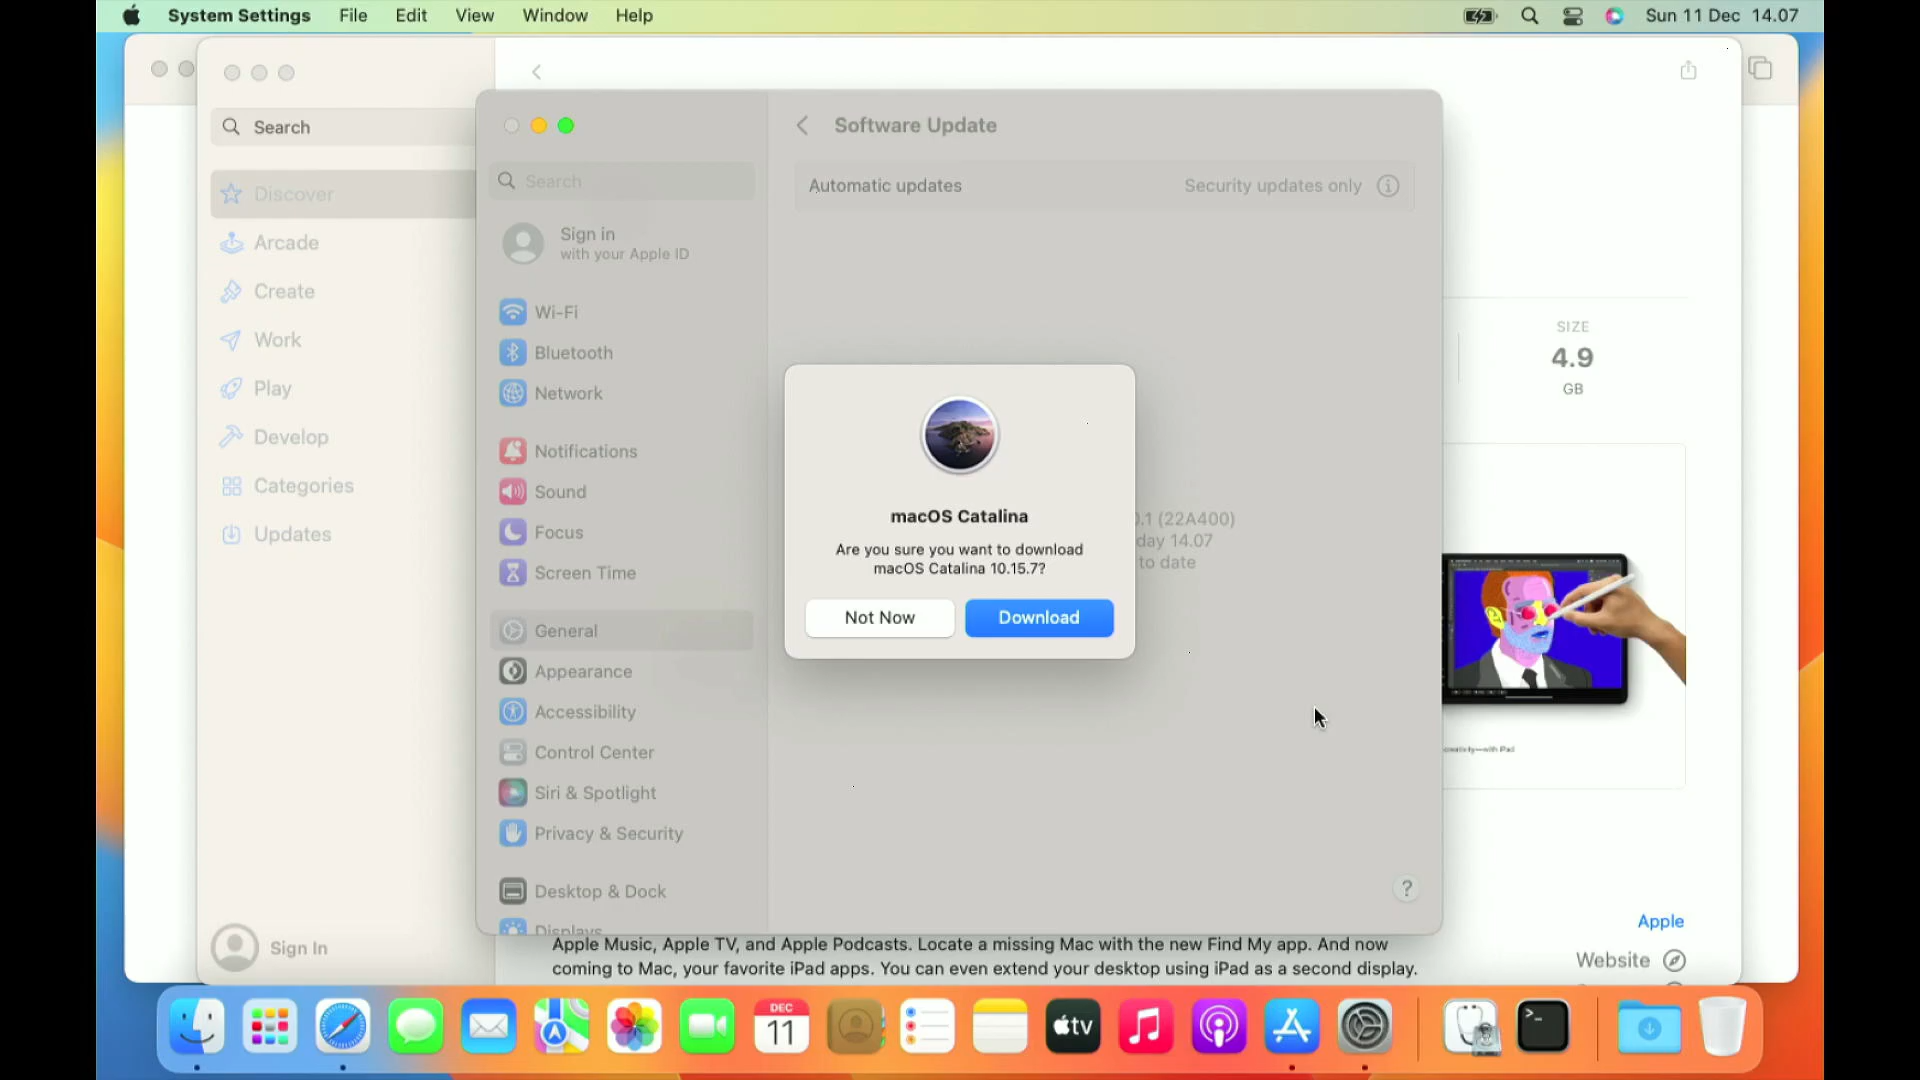 System Settings File Edit View Window Help
Sun 11 Dec 14.07
Search
Discover
Arcade
Create
Work
Play
Develop
Categories
Updates
Sign In
Search
Sign in
with your Apple ID
Wi-Fi
Bluetooth
Network
Notifications
Sound
Focus
Screen Time
General
Appearance
Accessibility
Control Center
Siri & Spotlight
Privacy & Security
Desktop & Dock
Displays
Software Update
Automatic updates Security updates only
0.1 (22A400)
day 14.07
to date
?
macOS Catalina
Are you sure you want to download
macOS Catalina 10.15.7?
Not Now Download
SIZE
4.9
GB
creativity—with iPad
Apple
Website
Apple Music, Apple TV, and Apple Podcasts. Locate a missing Mac with the new Find My app. And now
coming to Mac, your favorite iPad apps. You can even extend your desktop using iPad as a second display.
DEC
11
tv